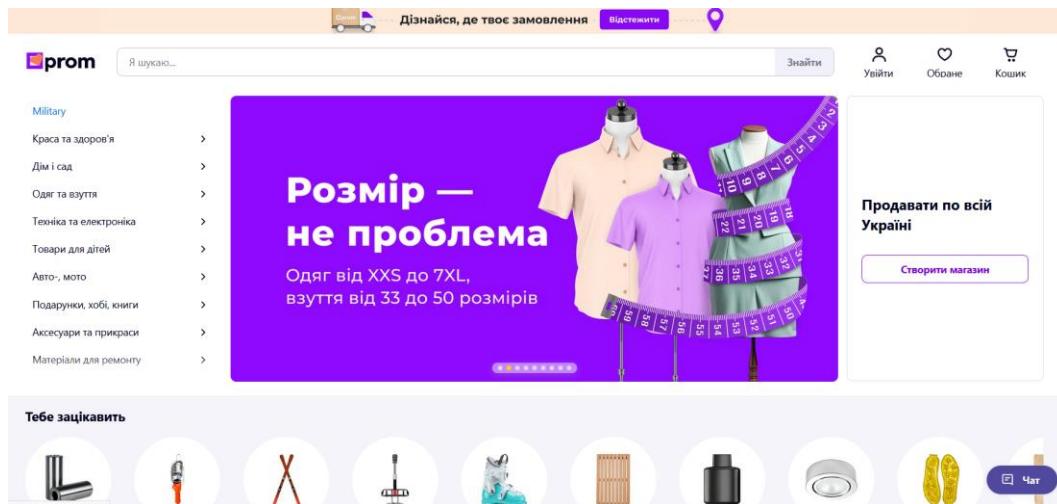 Дізнайся, де твоє замовлення
Відстежити
prom
Я шукаю...
Знайти
Увійти
Обране
Кошик
Military
Краса та здоров'я
Дім і сад
Одяг та взуття
Техніка та електроніка
Товари для дітей
Авто-, мото
Подарунки, хобі, книги
Аксесуари та прикраси
Матеріали для ремонту
Розмір —
не проблема
Одяг від XXS до 7XL,
взуття від 33 до 50 розмірів
Продавати по всій
Україні
Створити магазин
Тебе зацікавить
Чат